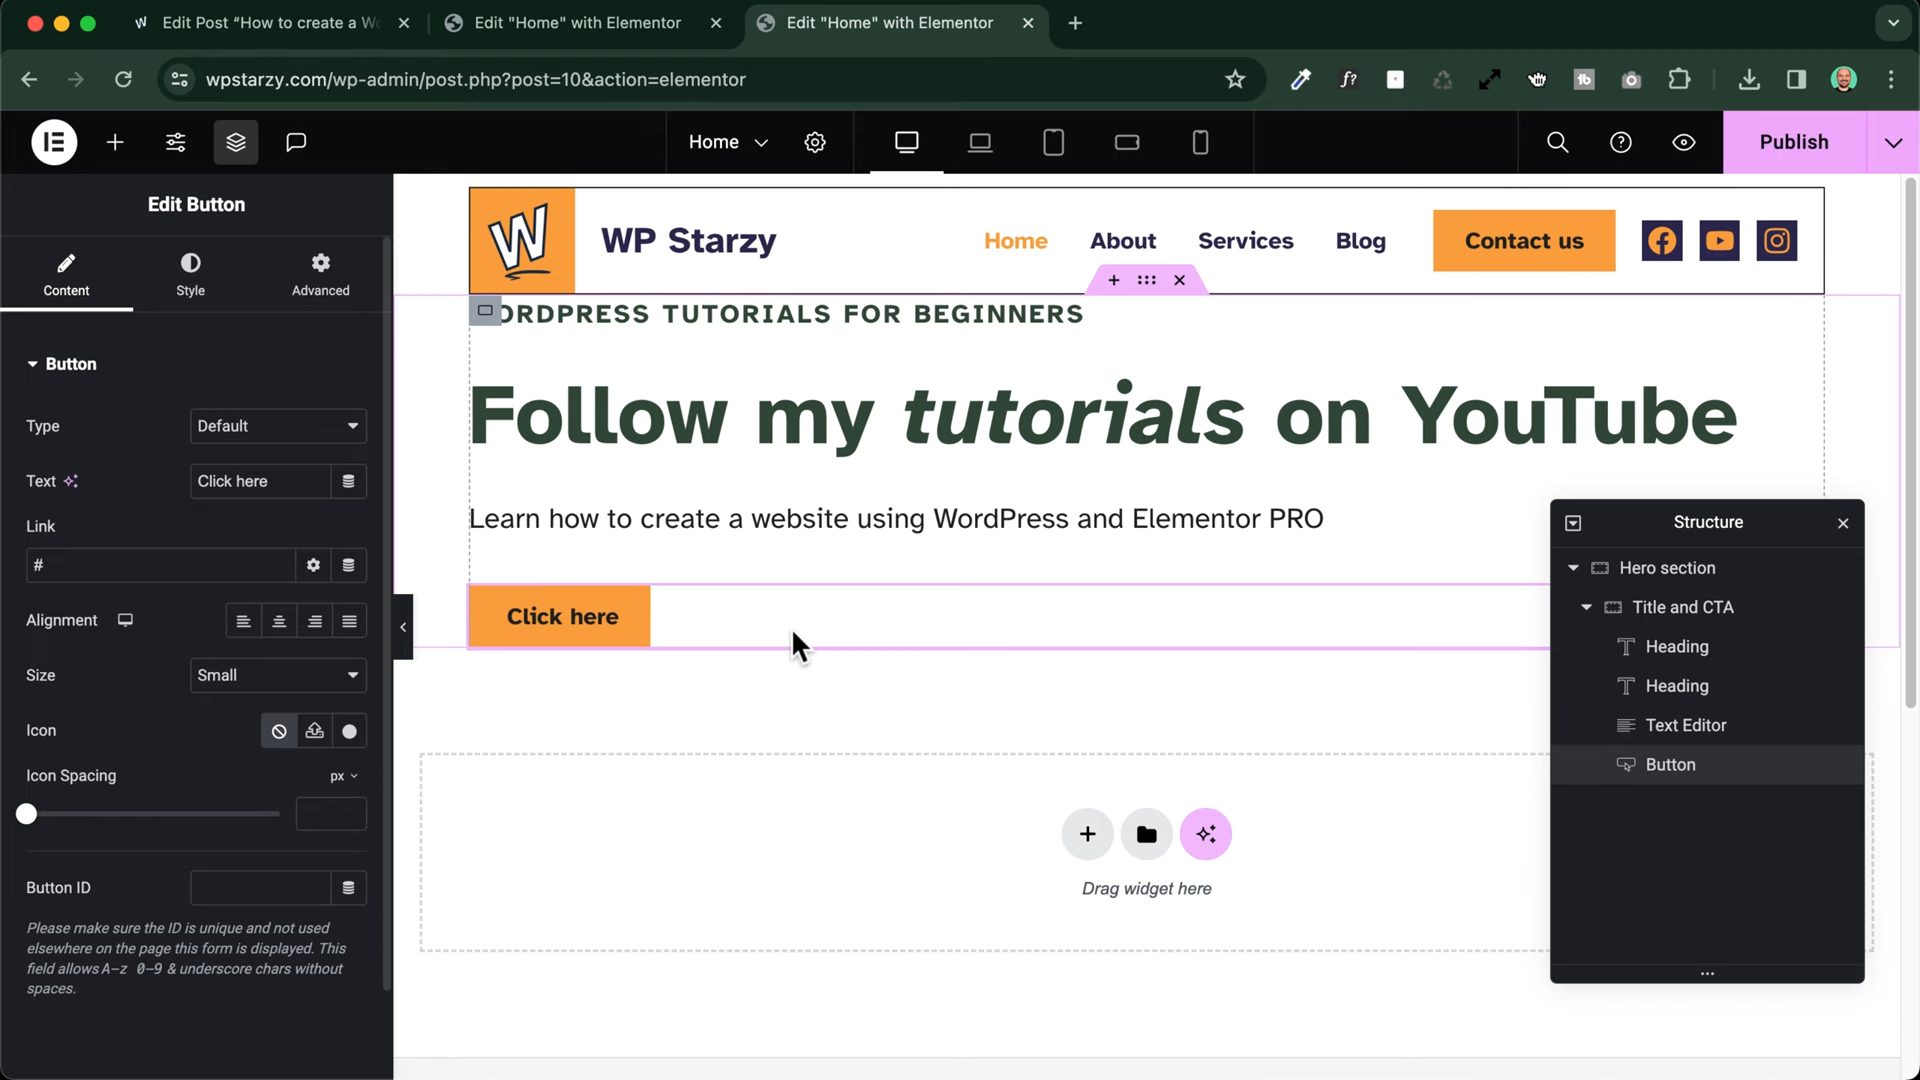 Edit Post “How to create a Wo
Edit "Home" with Elementor
Edit "Home" with Elementor
wpstarzy.com/wp-admin/post.php?post=10&action=elementor
f?
tb
Home
Publish
Edit Button
Content
Style
Advanced
Button
Type
Default
Text
Click here
Link
#
Alignment
Size
Small
Icon
Icon Spacing
px
Button ID
Please make sure the ID is unique and not used
elsewhere on the page this form is displayed. This
field allows A-z 0-9 & underscore chars without
spaces.
W
WP Starzy
Home
About
Services
Blog
Contact us
ORDPRESS TUTORIALS FOR BEGINNERS
Follow my tutorials on YouTube
Learn how to create a website using WordPress and Elementor PRO
Click here
Drag widget here
Structure
Hero section
Title and CTA
Heading
Heading
Text Editor
Button